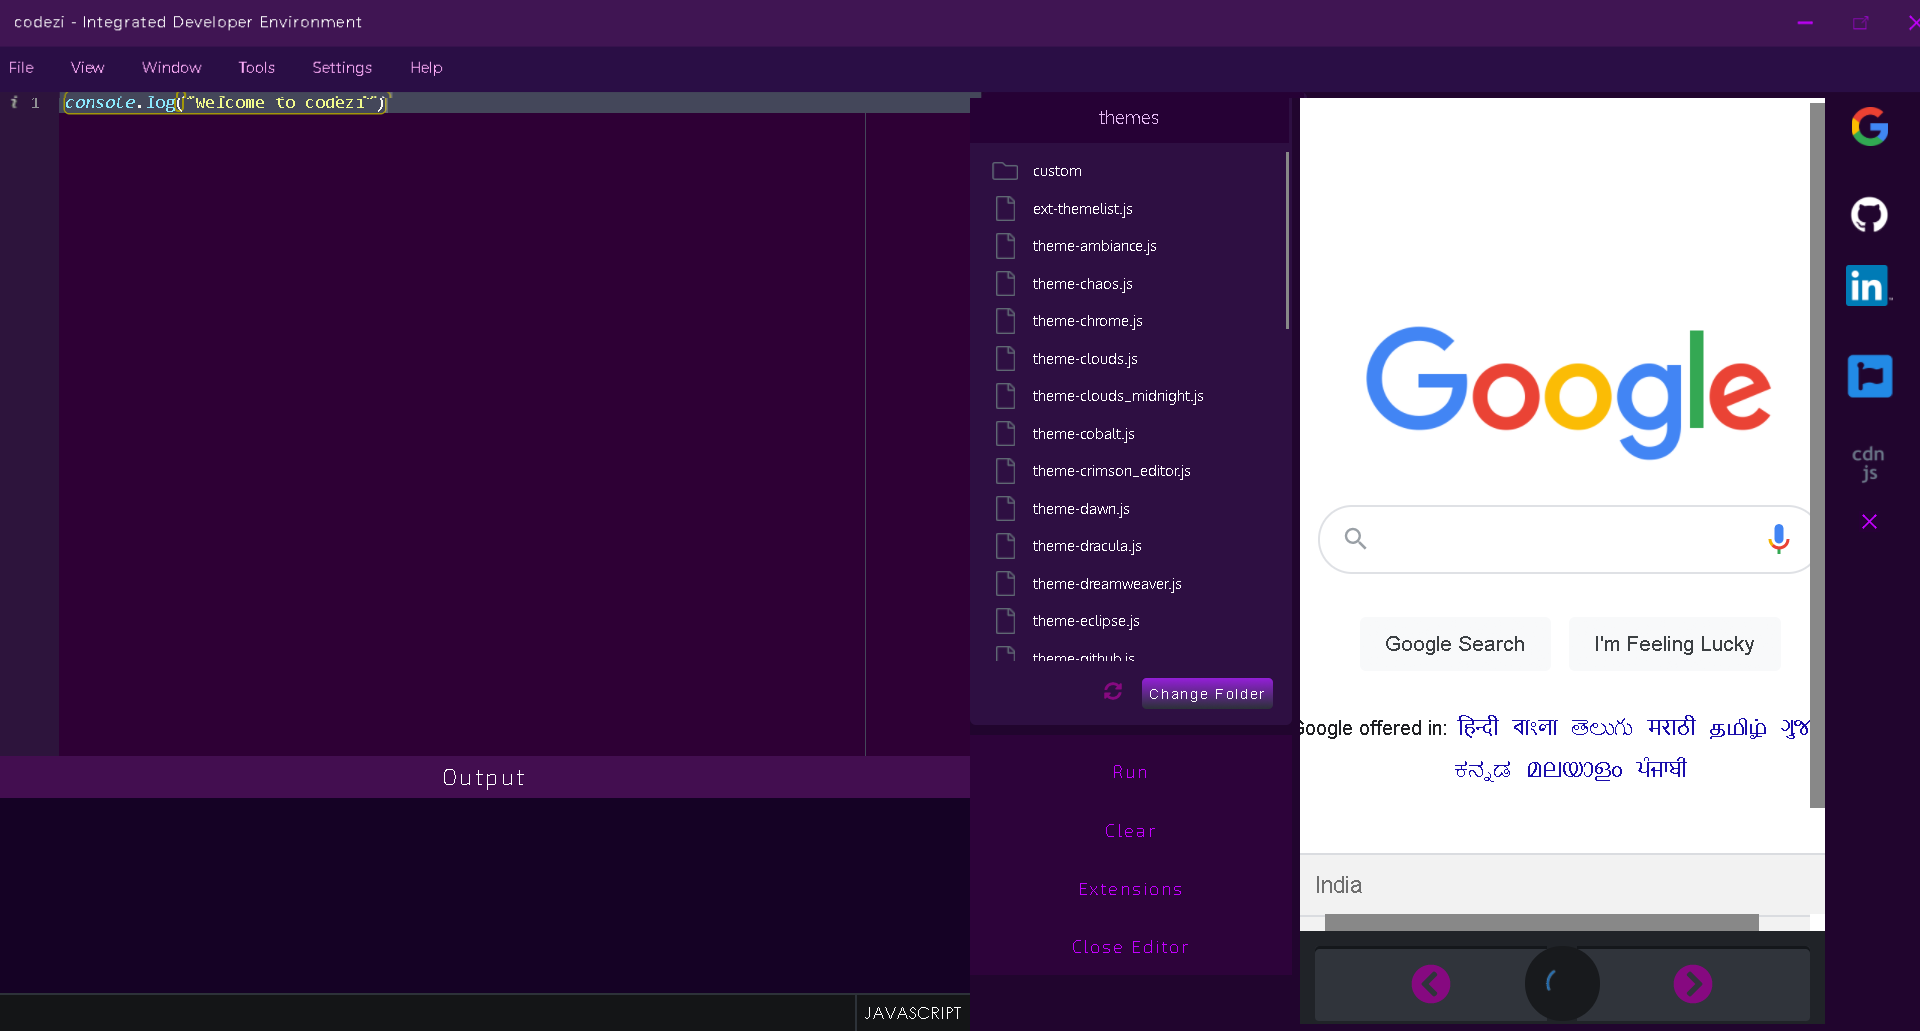 codezi - Integrated Developer Environment
File View Window Tools Settings Help
i 1 console.log("Welcome to codezi")
Output
JAVASCRIPT
themes
custom
ext-themelist.js
theme-ambiance.js
theme-chaos.js
theme-chrome.js
theme-clouds.js
theme-clouds_midnight.js
theme-cobalt.js
theme-crimson_editor.js
theme-dawn.js
theme-dracula.js
theme-dreamweaver.js
theme-eclipse.js
theme-github.js
Change Folder
Run
Clear
Extensions
Close Editor
Google
Google Search I'm Feeling Lucky
Google offered in: हिन्दी বাংলা తెలుగు मराठी தமிழ்
ಕನ್ನಡ മലയാളം ਪੰਜਾਬੀ
India
in
cdn
js